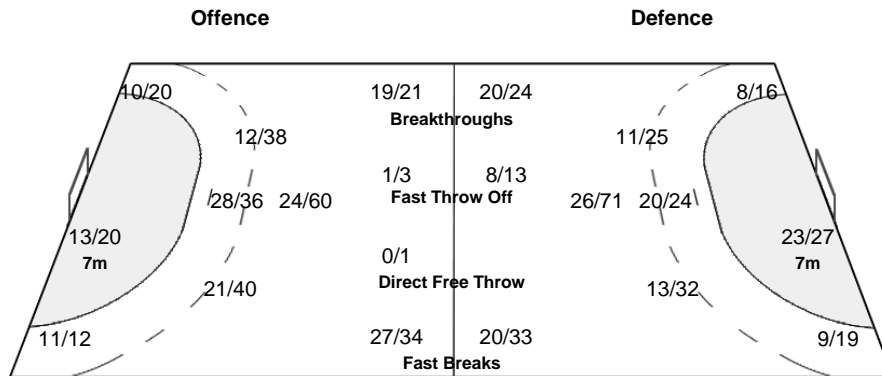 Offence Defence
10/20 19/21 20/24 8/16
Breakthroughs
12/38 11/25
1/3 8/13
Fast Throw Off
28/36 24/60 26/71 20/24
13/20 23/27
7m 7m
0/1
Direct Free Throw
21/40 13/32
11/12 27/34 20/33 9/19
Fast Breaks